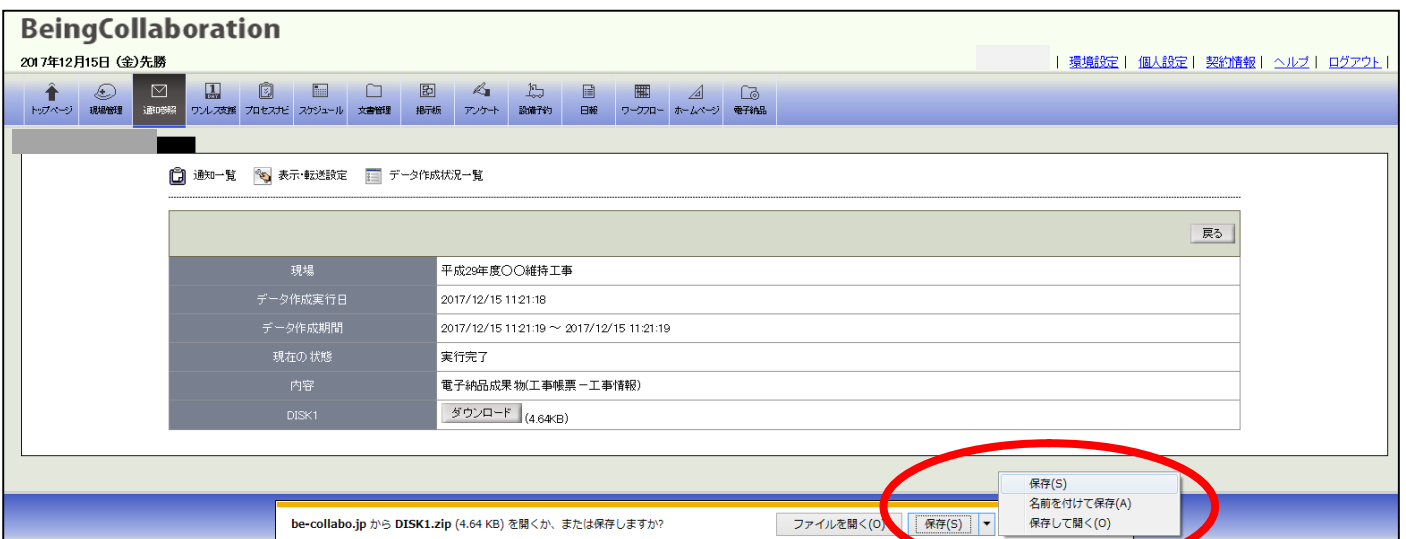 BeingCollaboration
2017年12月15日 (金)先勝
| 環境設定 | 個人設定 | 契約情報 | ヘルプ | ログアウト |
トップページ 現場管理 通知参照 ワンレス支援 プロセスナビ スケジュール 文書管理 掲示板 アンケート 設備予約 日報 ワークフロー ホームページ 電子納品
通知一覧 表示・転送設定 データ作成状況一覧
戻る
現場 平成29年度〇〇維持工事
データ作成実行日 2017/12/15 11:21:18
データ作成期間 2017/12/15 11:21:19 ～ 2017/12/15 11:21:19
現在の状態 実行完了
内容 電子納品成果物(工事帳票－工事情報)
DISK1 ダウンロード (4.64KB)
保存(S)
名前を付けて保存(A)
保存して開く(O)
be-collabo.jp から DISK1.zip (4.64 KB) を開くか、または保存しますか?
ファイルを開く(O) 保存(S) ▼